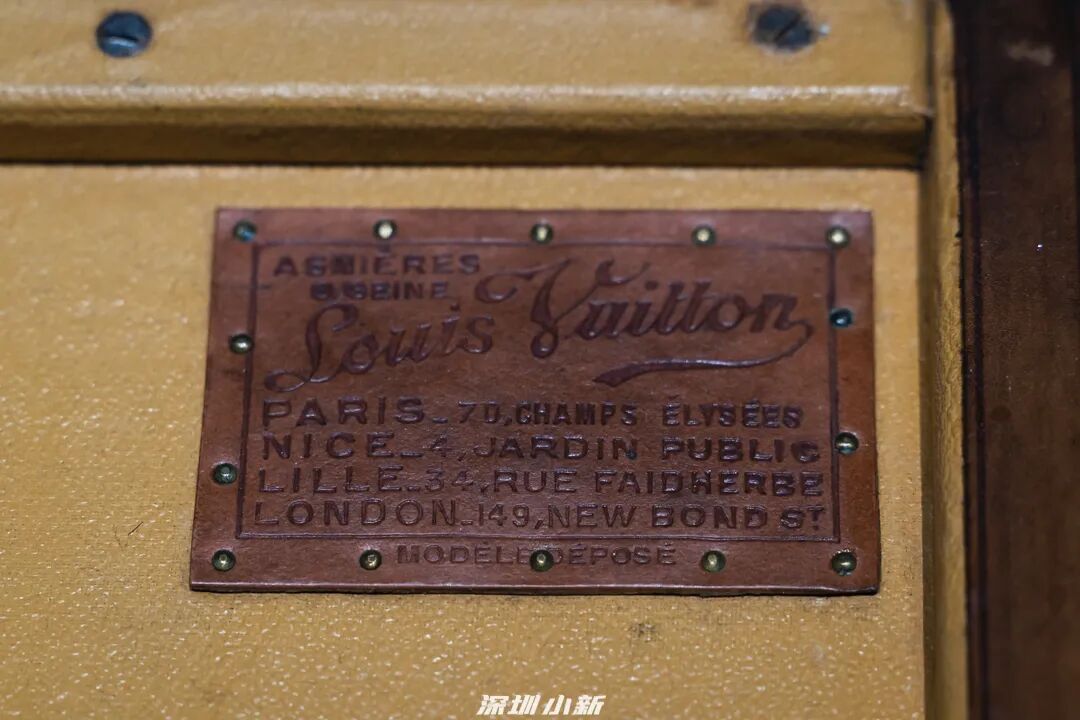 ASNIÈRES
S/SEINE
Louis Vuitton
PARIS_70,CHAMPS ÉLYSÉES
NICE_4,JARDIN PUBLIC
LILLE_34,RUE FAIDHERBE
LONDON_149,NEW BOND ST
MODÈLE DÉPOSÉ
深圳小新